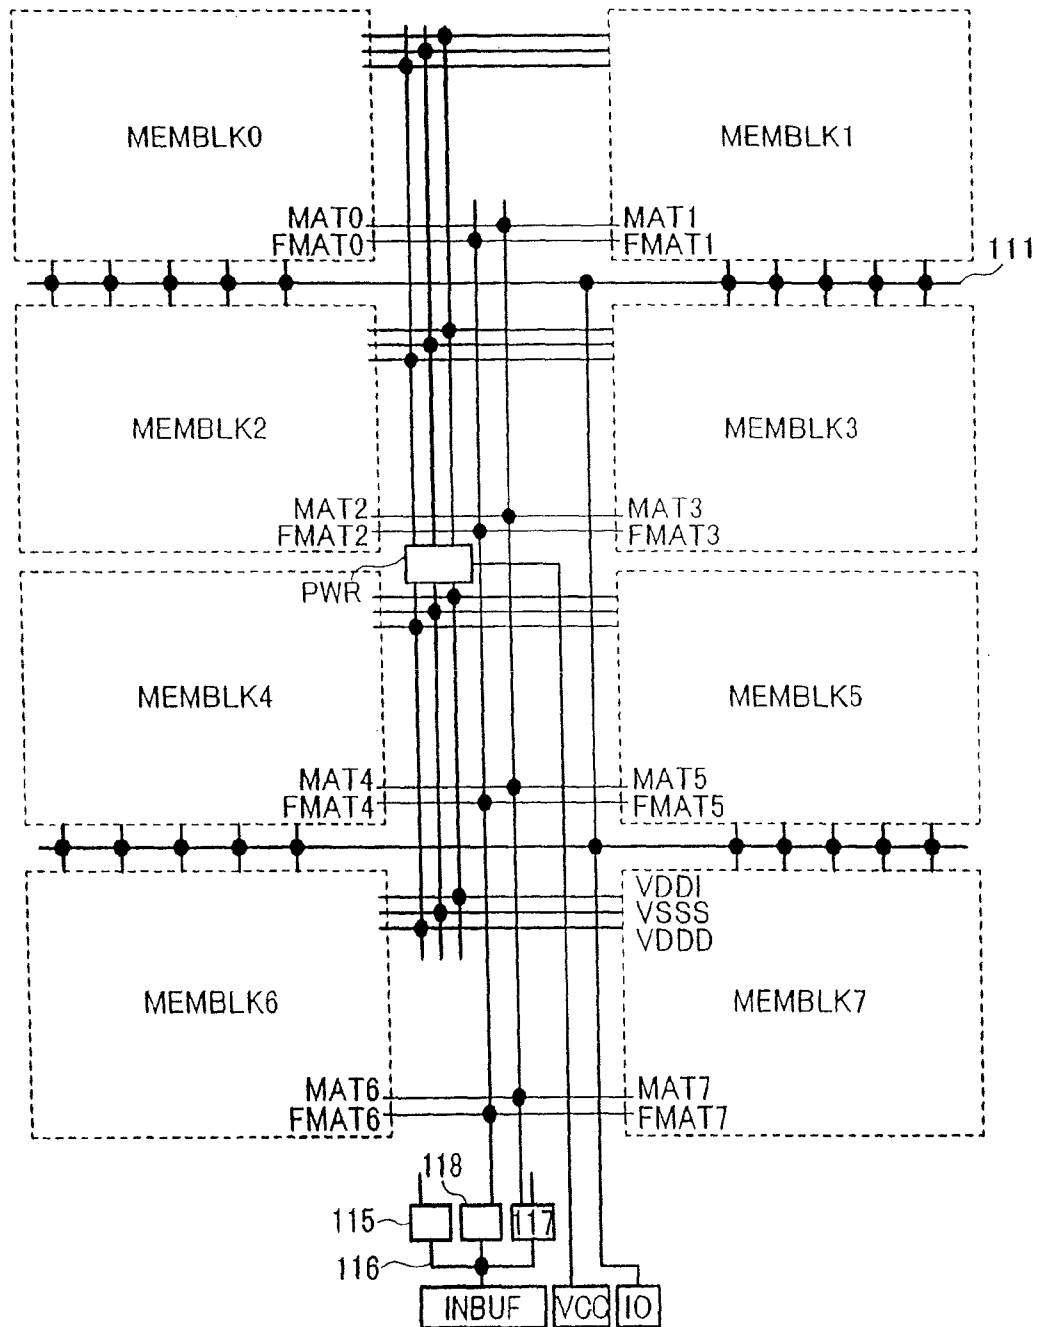 MEMBLK0
MEMBLK1
MAT0
MAT1
FMAT0
FMAT1
111
MEMBLK2
MEMBLK3
MAT2
MAT3
FMAT2
FMAT3
PWR
MEMBLK4
MEMBLK5
MAT4
MAT5
FMAT4
FMAT5
VDDI
VSSS
VDDD
MEMBLK6
MEMBLK7
MAT6
MAT7
FMAT6
FMAT7
118
115
117
116
INBUF
VCC
IO